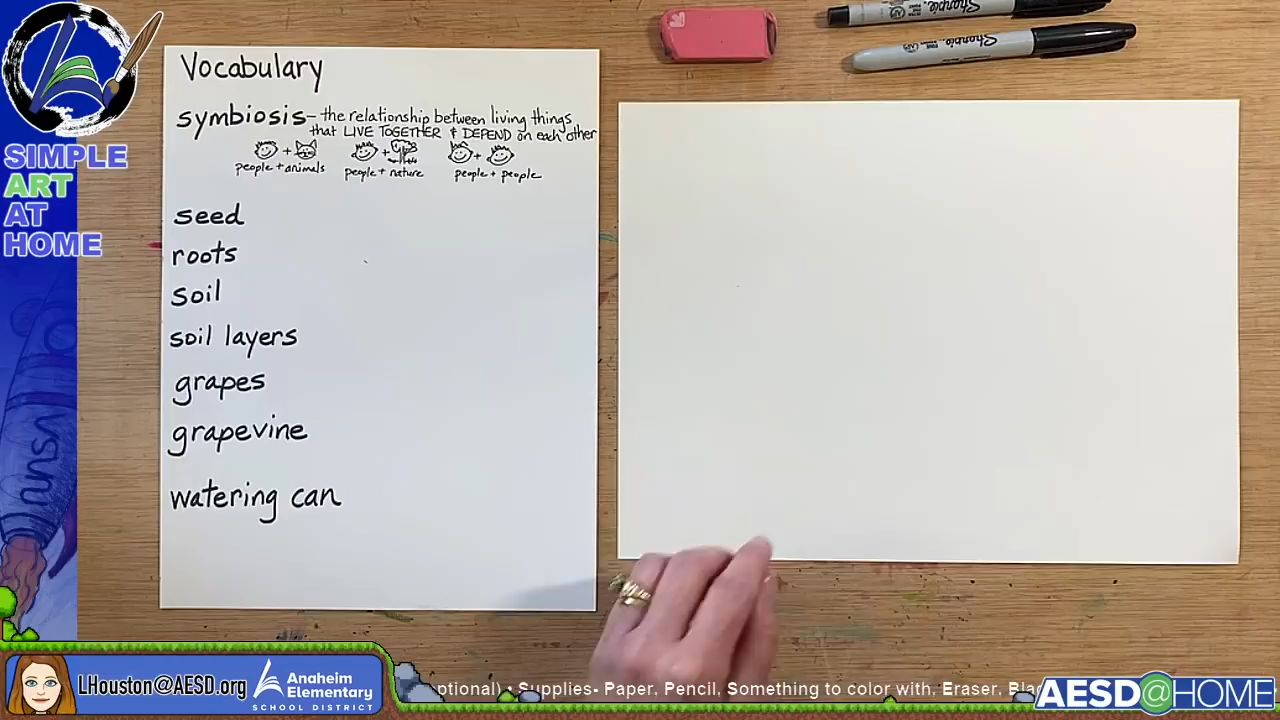 Vocabulary
symbiosis - the relationship between living things
that LIVE TOGETHER & DEPEND on each other
people + animals people + nature people + people
seed
roots
soil
soil layers
grapes
grapevine
watering can
Sharpie
Sharpie
SIMPLE
ART
AT
HOME
LHouston@AESD.org
Anaheim
Elementary
SCHOOL DISTRICT
ptional) - Supplies- Paper, Pencil, Something to color with, Eraser, Bla
AESD@HOME